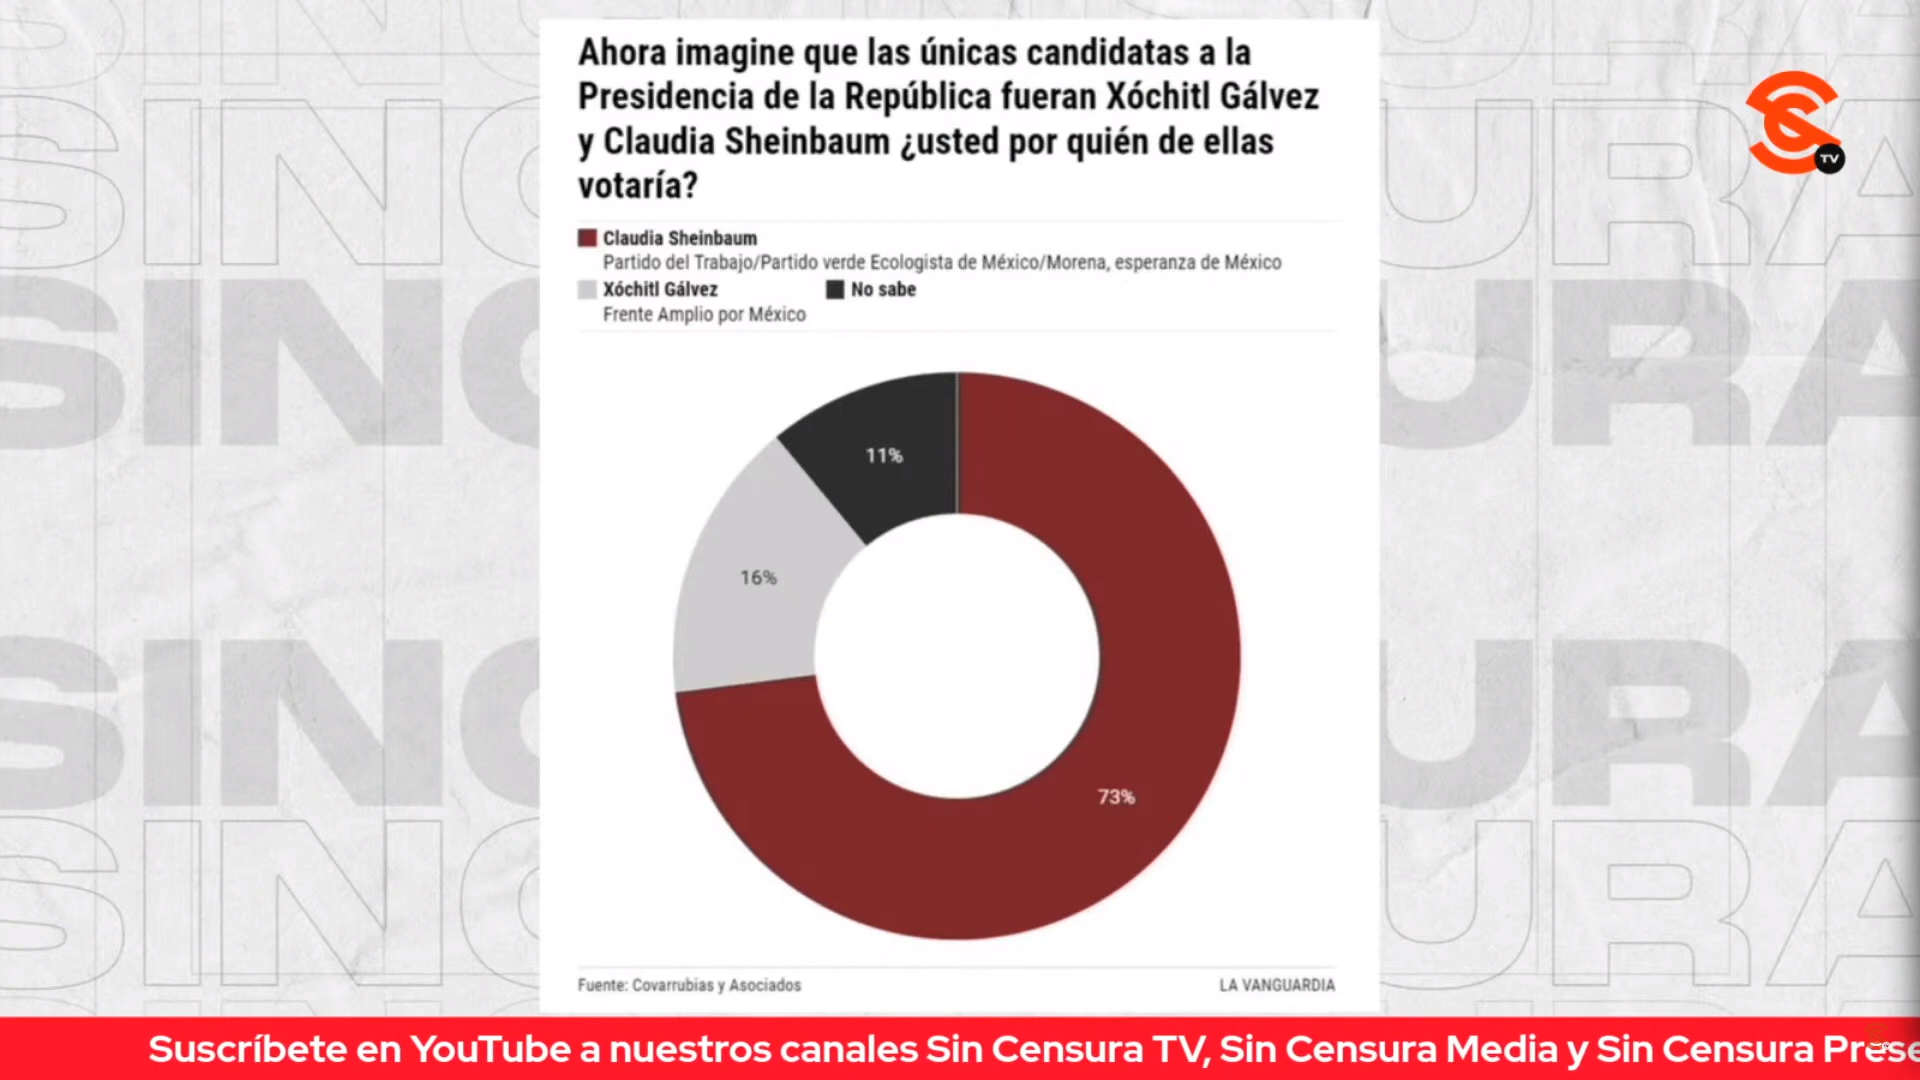 Ahora imagine que las únicas candidatas a la
Presidencia de la República fueran Xóchitl Gálvez
y Claudia Sheinbaum ¿usted por quién de ellas
votaría?
TV
Claudia Sheinbaum
Partido del Trabajo/Partido verde Ecologista de México/Morena, esperanza de México
Xóchitl Gálvez
No sabe
Frente Amplio por México
11%
16%
73%
Fuente: Covarrubias y Asociados
LA VANGUARDIA
Suscríbete en YouTube a nuestros canales Sin Censura TV, Sin Censura Media y Sin Censura Prese